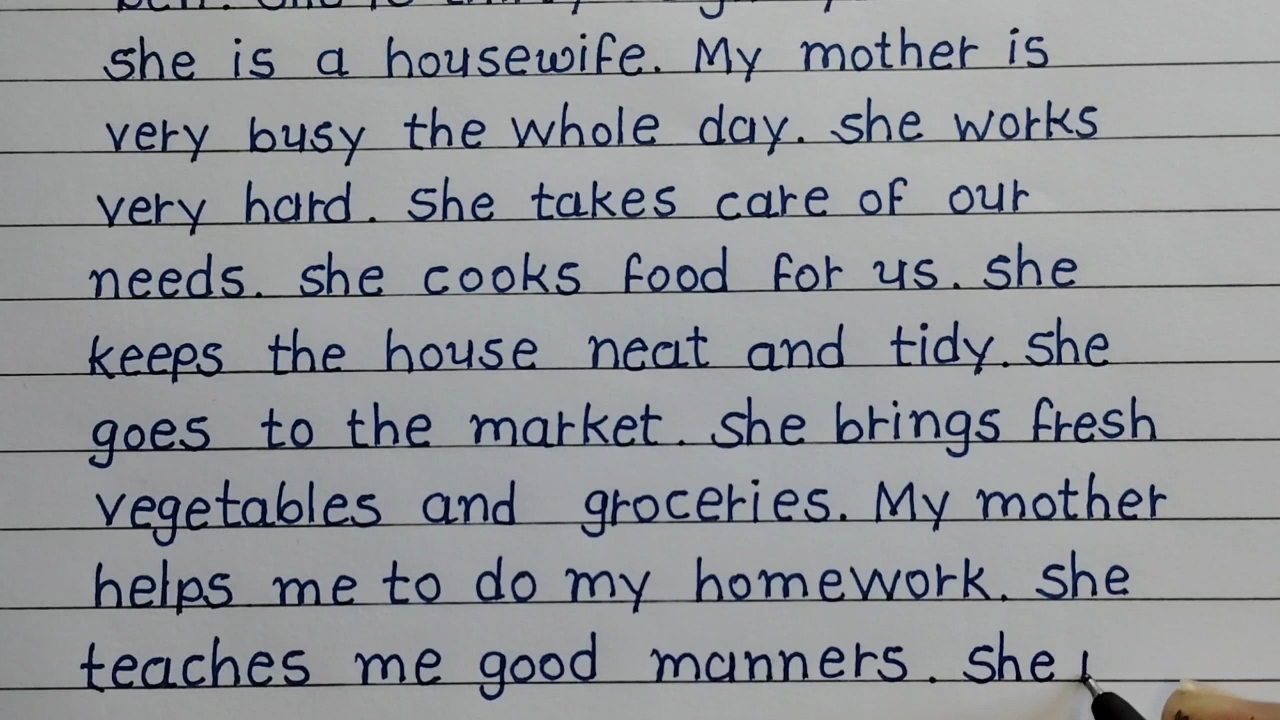 she is a housewife. My mother is
very busy the whole day. she works
very hard. she takes care of our
needs. she cooks food for us. she
keeps the house neat and tidy. she
goes to the market. she brings fresh
vegetables and groceries. My mother
helps me to do my homework. she
teaches me good manners. she